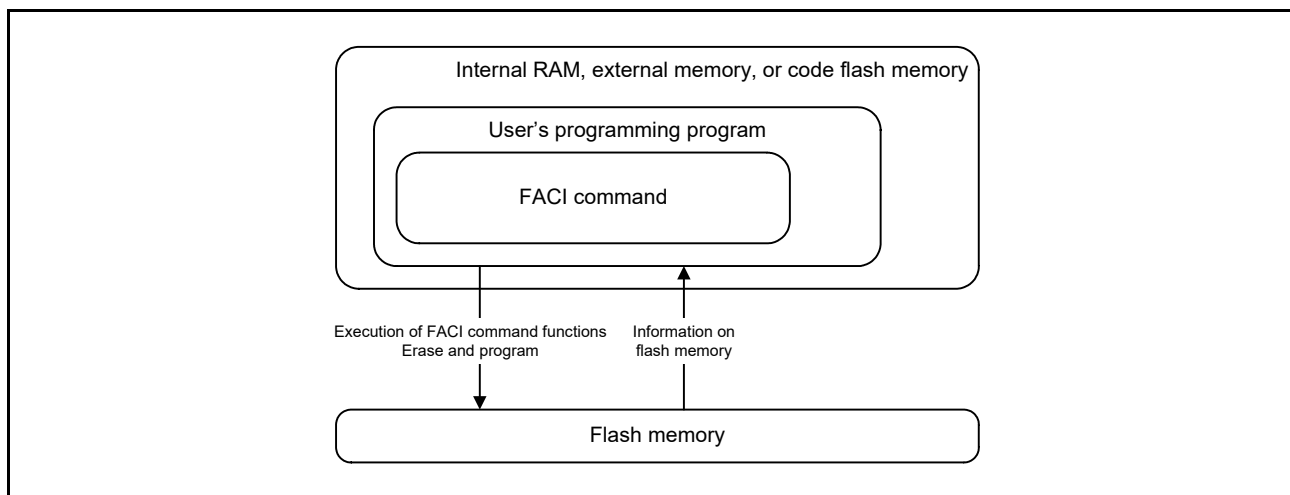 Internal RAM, external memory, or code flash memory
User’s programming program
FACI command
Execution of FACI command functions
Erase and program
Information on
flash memory
Flash memory